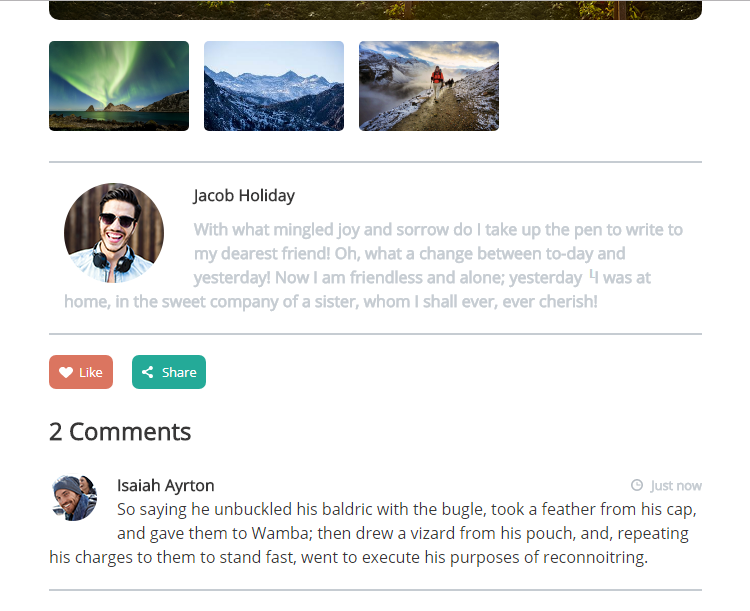 Jacob Holiday
With what mingled joy and sorrow do I take up the pen to write to
my dearest friend! Oh, what a change between to-day and
yesterday! Now I am friendless and alone; yesterday I was at
home, in the sweet company of a sister, whom I shall ever, ever cherish!
Like Share
2 Comments
Isaiah Ayrton Just now
So saying he unbuckled his baldric with the bugle, took a feather from his cap,
and gave them to Wamba; then drew a vizard from his pouch, and, repeating
his charges to them to stand fast, went to execute his purposes of reconnoitring.